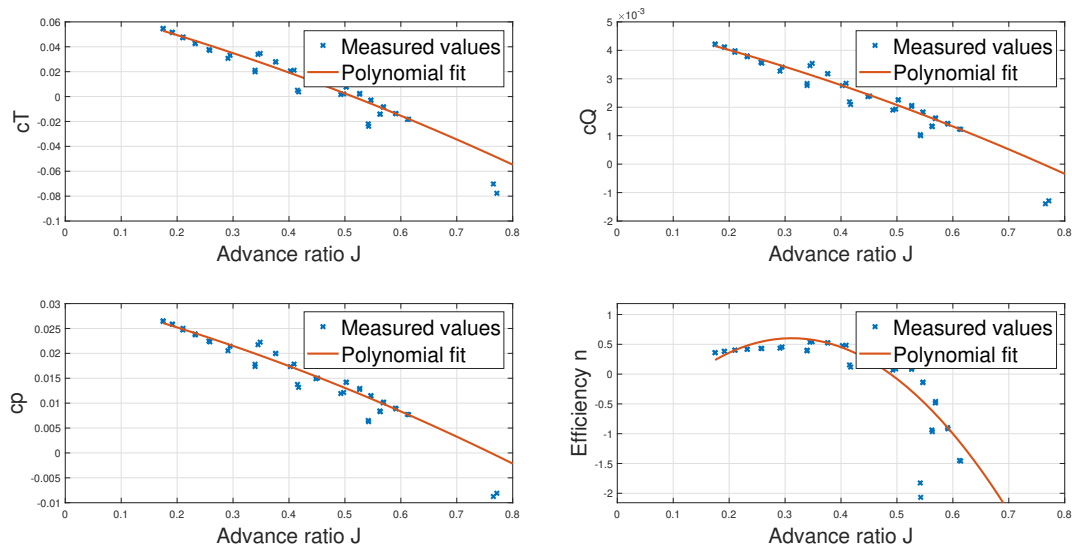 0.06
0.04
0.02
0
-0.02
-0.04
-0.06
-0.08
-0.1
0 0.1 0.2 0.3 0.4 0.5 0.6 0.7 0.8
cT
Advance ratio J
Measured values
Polynomial fit
×10⁻³
5
4
3
2
1
0
-1
-2
0 0.1 0.2 0.3 0.4 0.5 0.6 0.7 0.8
cQ
Advance ratio J
Measured values
Polynomial fit
0.03
0.025
0.02
0.015
0.01
0.005
0
-0.005
-0.01
0 0.1 0.2 0.3 0.4 0.5 0.6 0.7 0.8
cp
Advance ratio J
Measured values
Polynomial fit
1
0.5
0
-0.5
-1
-1.5
-2
0 0.1 0.2 0.3 0.4 0.5 0.6 0.7 0.8
Efficiency n
Advance ratio J
Measured values
Polynomial fit